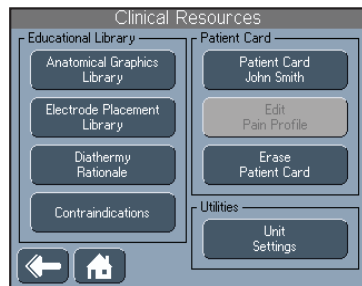 Clinical Resources
Educational Library
Anatomical Graphics
Library
Electrode Placement
Library
Diathermy
Rationale
Contraindications
Patient Card
Patient Card
John Smith
Edit
Pain Profile
Erase
Patient Card
Utilities
Unit
Settings